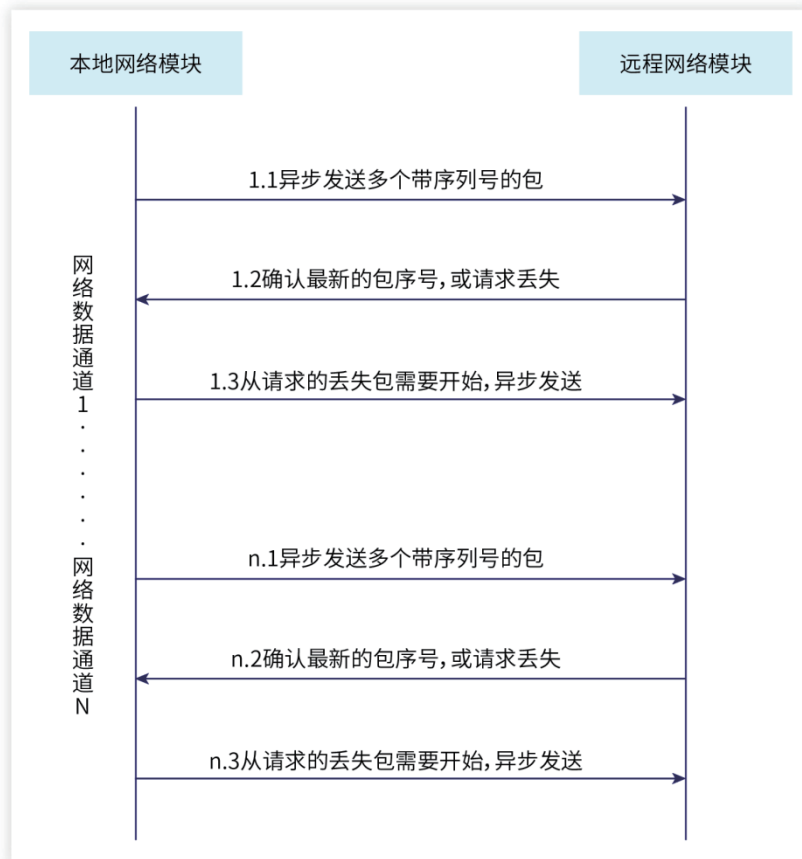 本地网络模块
远程网络模块
1.1异步发送多个带序列号的包
1.2确认最新的包序号,或请求丢失
1.3从请求的丢失包需要开始,异步发送
网络数据通道1······网络数据通道N
n.1异步发送多个带序列号的包
n.2确认最新的包序号,或请求丢失
n.3从请求的丢失包需要开始,异步发送